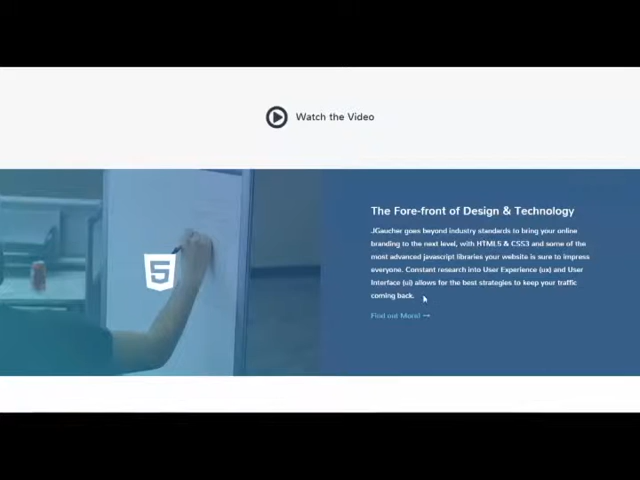 Watch the Video
The Fore-front of Design & Technology
JGaucher goes beyond industry standards to bring your online
branding to the next level, with HTML5 & CSS3 and some of the
most advanced javascript libraries your website is sure to impress
everyone. Constant research into User Experience (ux) and User
Interface (ui) allows for the best strategies to keep your traffic
coming back.
Find out More! →
5